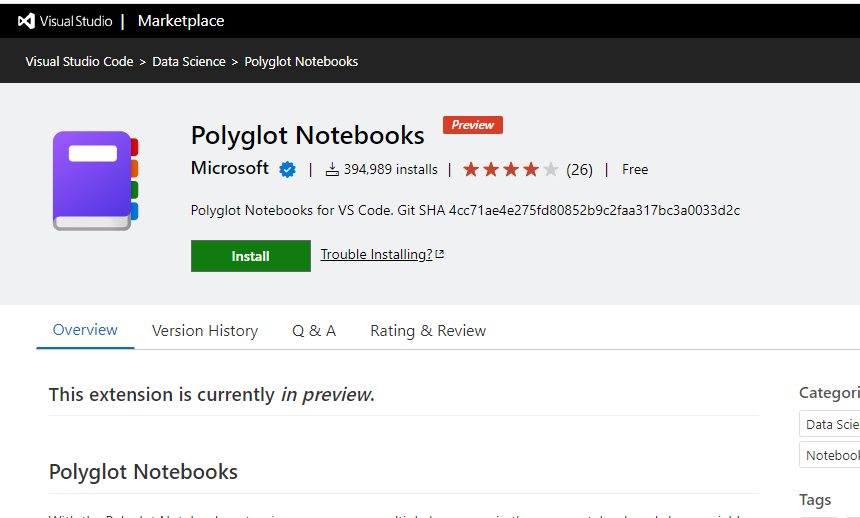 Visual Studio | Marketplace
Visual Studio Code > Data Science > Polyglot Notebooks
Polyglot Notebooks Preview
Microsoft | 394,989 installs | (26) | Free
Polyglot Notebooks for VS Code. Git SHA 4cc71ae4e275fd80852b9c2faa317bc3a0033d2c
Install Trouble Installing?
Overview Version History Q & A Rating & Review
This extension is currently in preview.
Categori
Data Scie
Notebook
Polyglot Notebooks
Tags